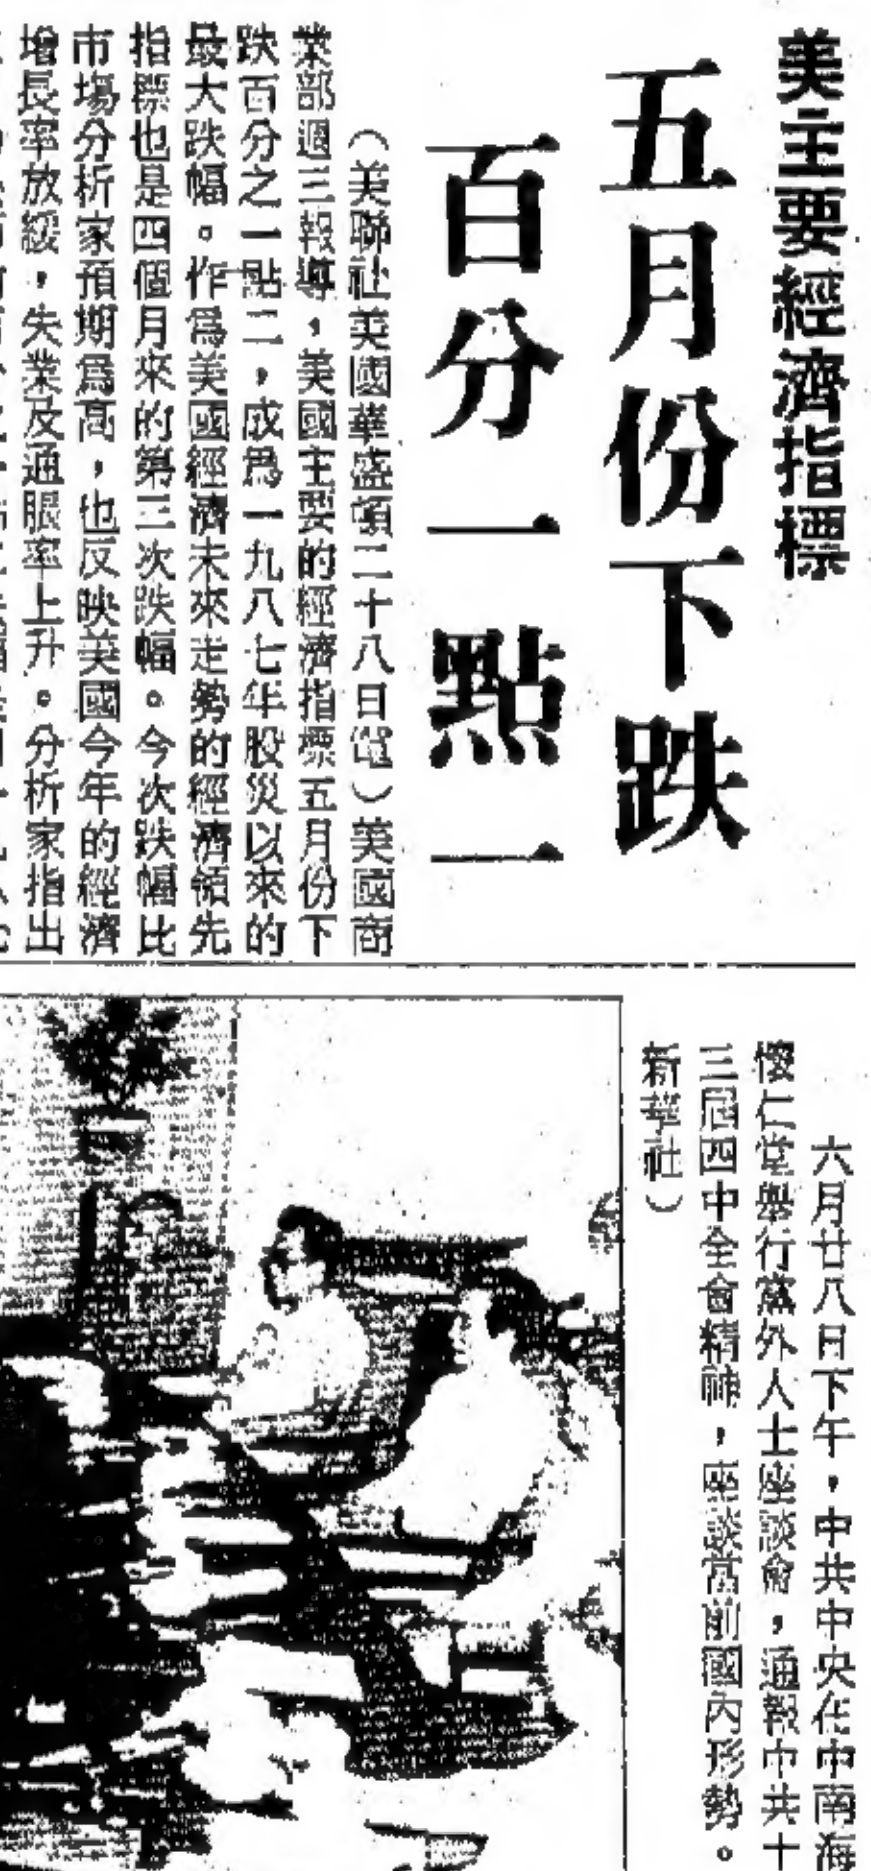 美主要經濟指標
五月份下跌
百分一點一
（美聯社美國華盛頓二十八日電）美國商
業部週三報導，美國主要的經濟指標五月份下
跌百分之一點二，成爲一九八七年股災以來的
最大跌幅。作爲美國經濟未來走勢的經濟領先
指標也是四個月來的第三次跌幅。今次跌幅比
市場分析家預期爲高，也反映美國今年的經濟
增長率放緩，失業及通脹率上升。分析家指出
六月廿八日下午，中共中央在中南海
懷仁堂舉行黨外人士座談會，通報中共十
三屆四中全會精神，座談當前國內形勢。
新華社）